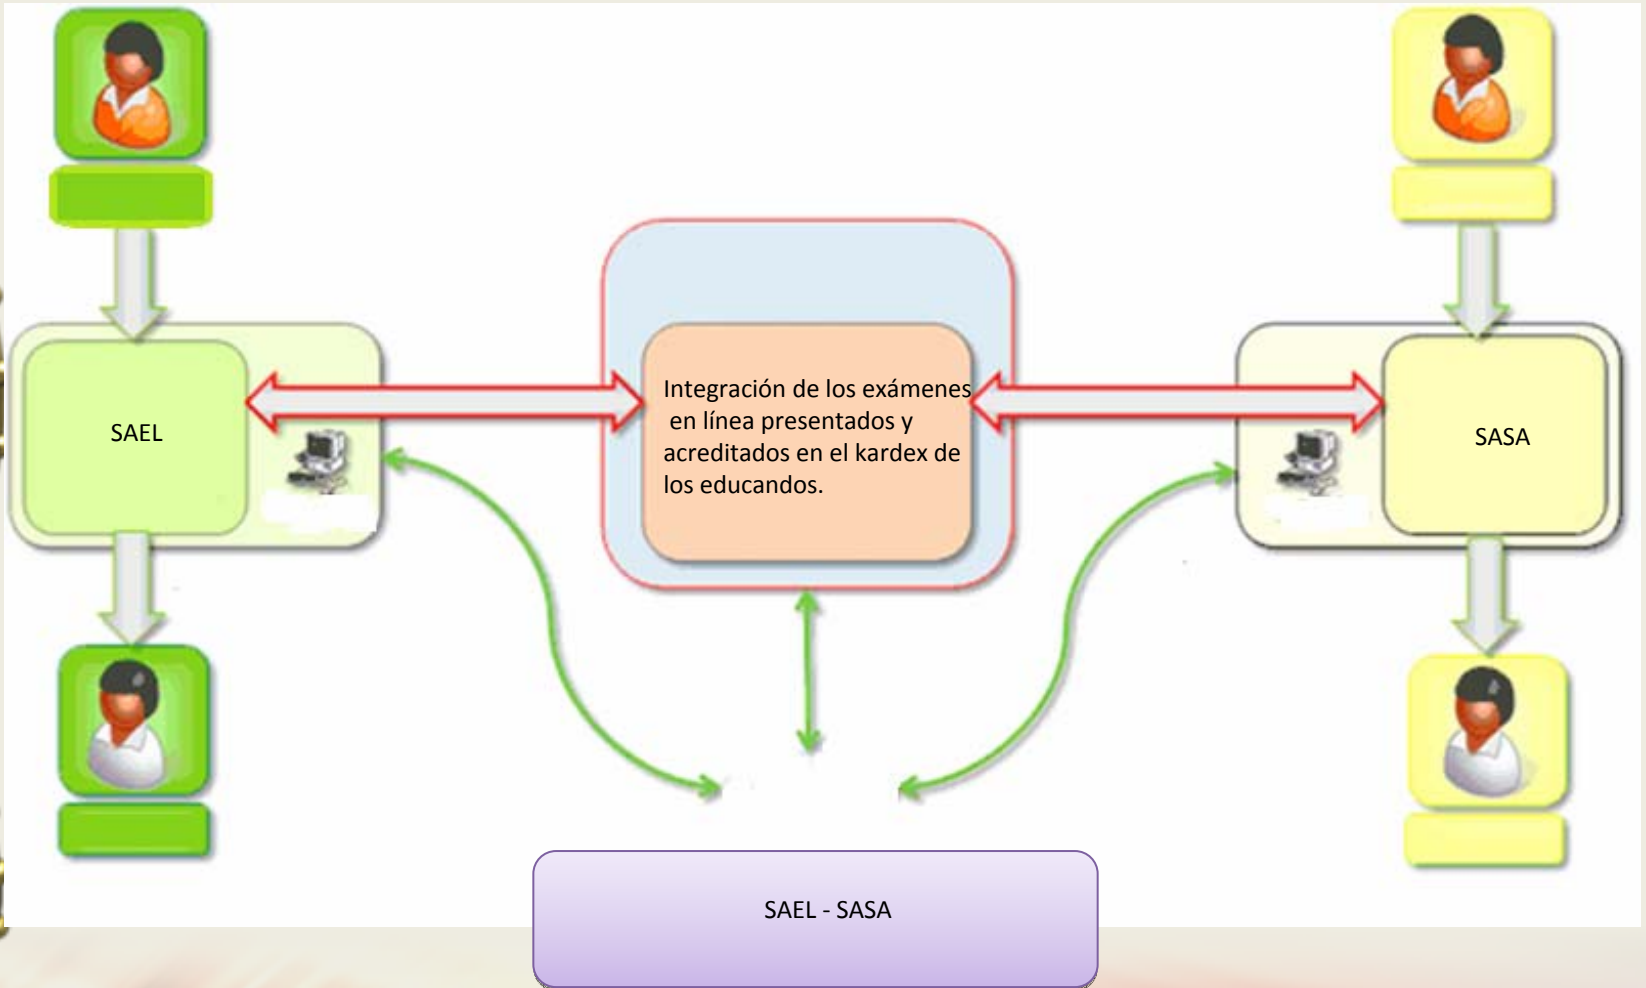 SAEL
Integración de los exámenes
en línea presentados y
acreditados en el kardex de
los educandos.
SASA
SAEL - SASA